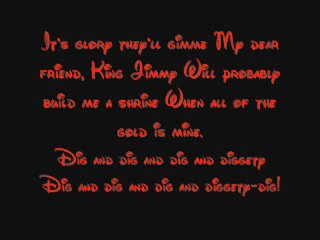 It's glory they'll gimme My dear
friend, King Jimmy Will probably
build me a shrine When all of the
gold is mine.
Dig and dig and dig and diggety
Dig and dig and dig and diggety-dig!